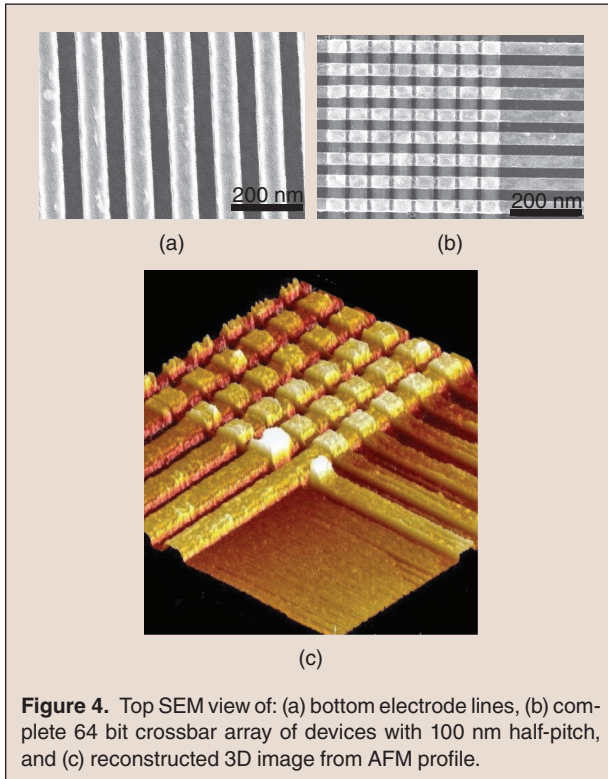 200 nm
200 nm
(a)
(b)
(c)
Figure 4. Top SEM view of: (a) bottom electrode lines, (b) com-
plete 64 bit crossbar array of devices with 100 nm half-pitch,
and (c) reconstructed 3D image from AFM profile.